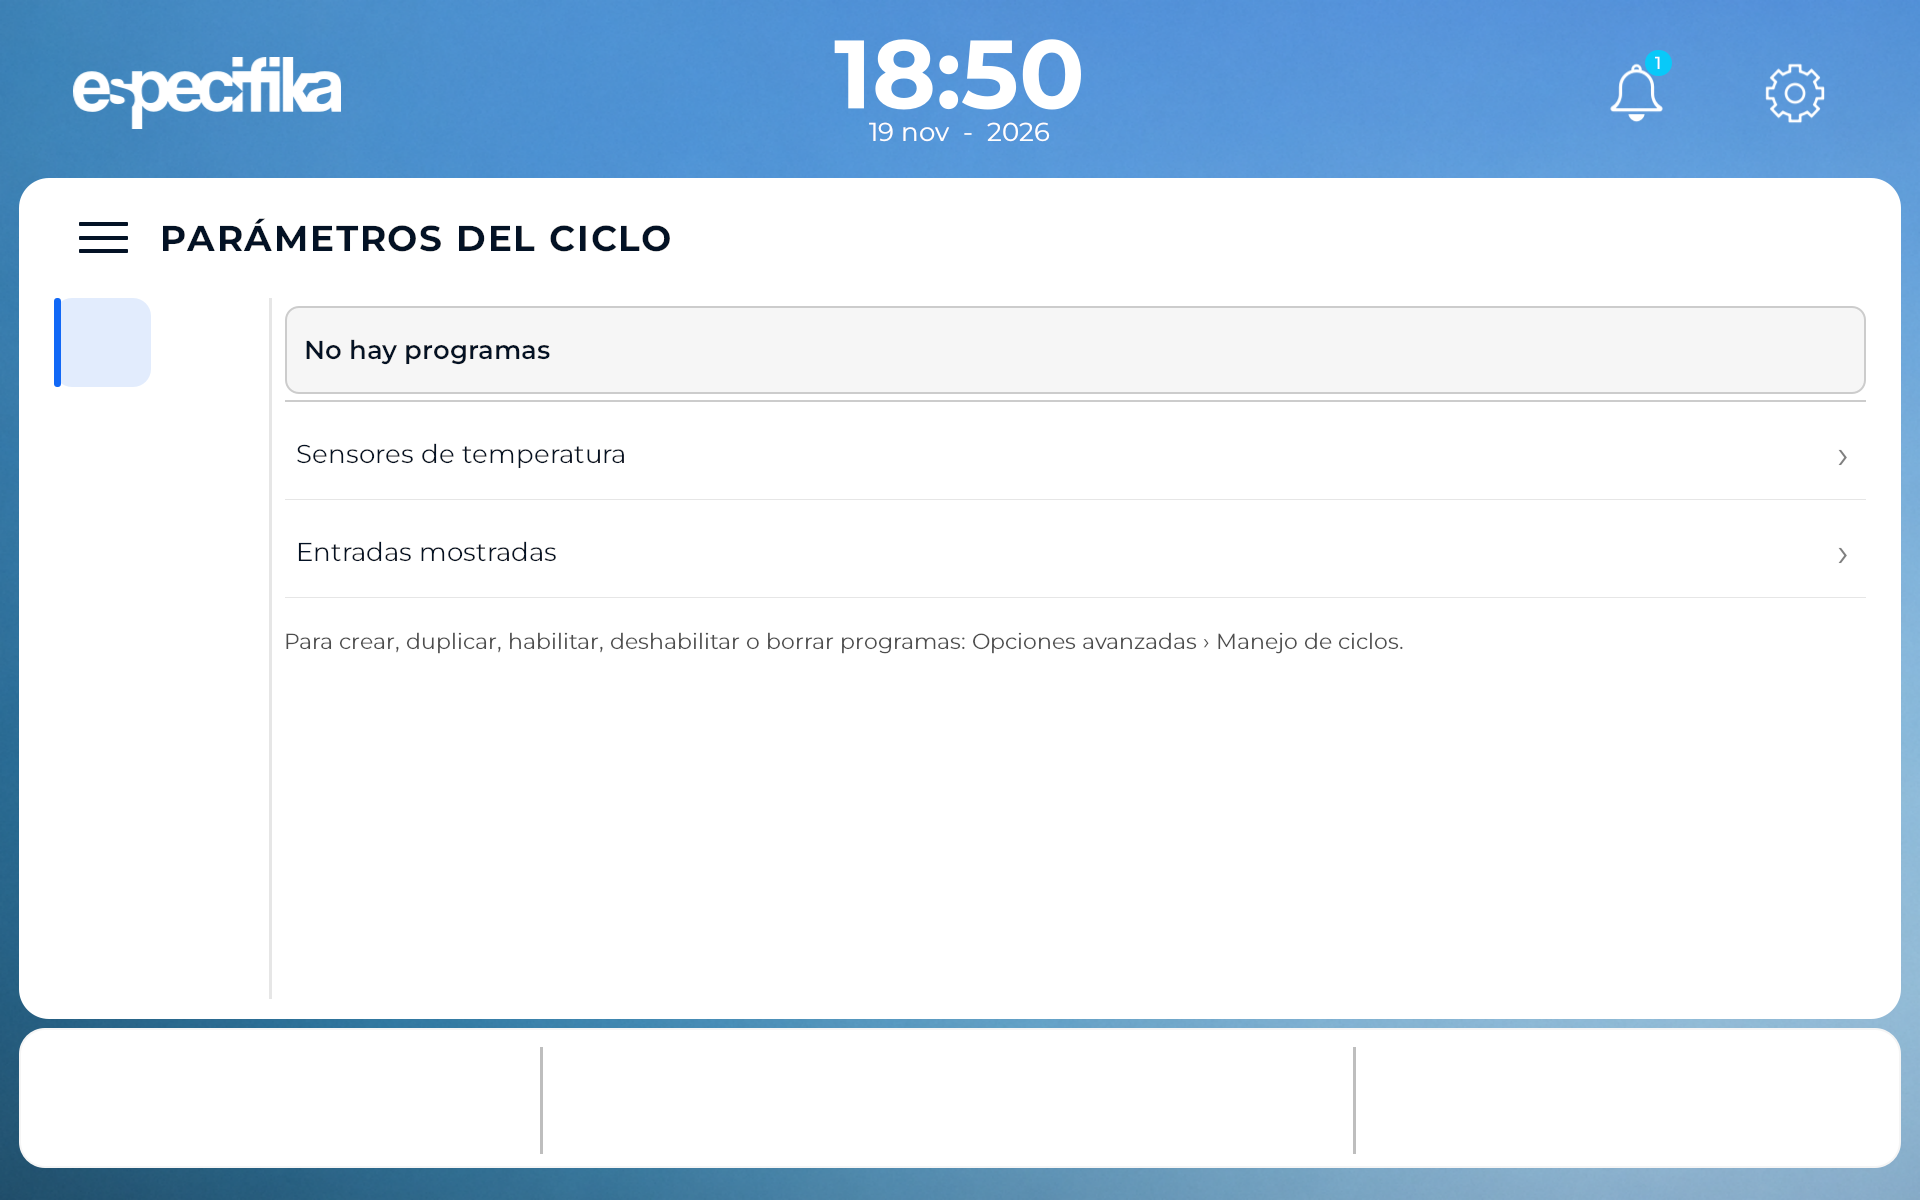 especifika
18:50
19 nov - 2026
1
PARÁMETROS DEL CICLO
No hay programas
Sensores de temperatura
›
Entradas mostradas
›
Para crear, duplicar, habilitar, deshabilitar o borrar programas: Opciones avanzadas › Manejo de ciclos.